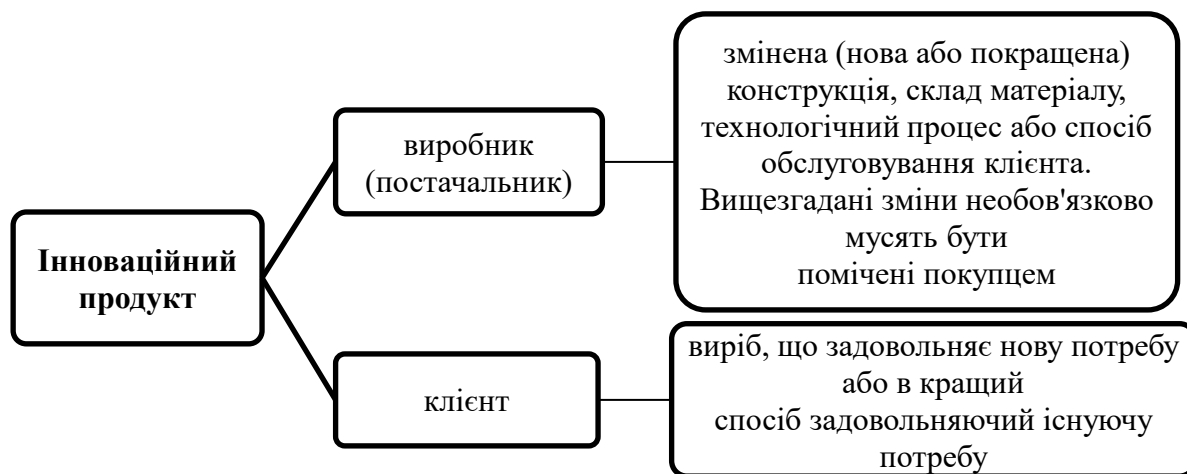 Інноваційний
продукт
виробник
(постачальник)
змінена (нова або покращена)
конструкція, склад матеріалу,
технологічний процес або спосіб
обслуговування клієнта.
Вищезгадані зміни необов'язково
мусять бути
помічені покупцем
клієнт
виріб, що задовольняє нову потребу
або в кращий
спосіб задовольняючий існуючу
потребу